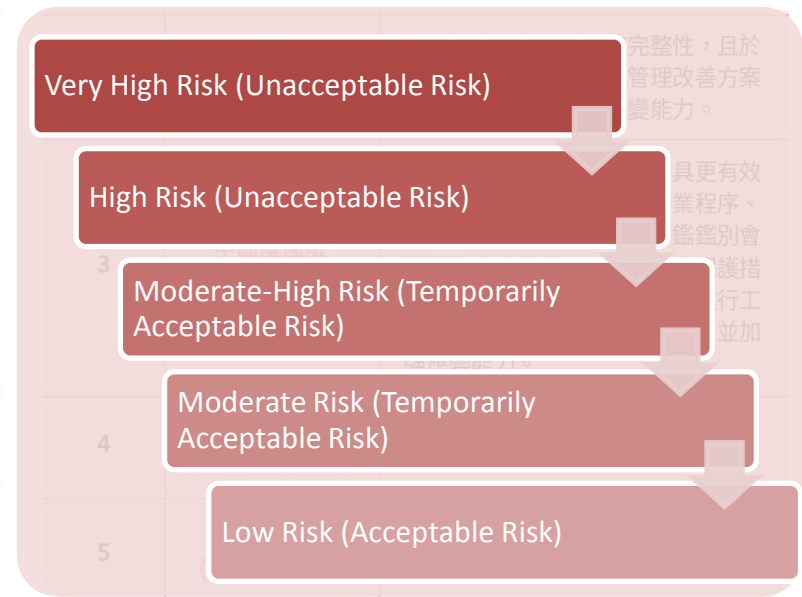 完整性，且於
管理改善方案
變能力。
Very High Risk (Unacceptable Risk)
具更有效
業程序、
鑑鑑別會
護措
行工
並加
High Risk (Unacceptable Risk)
3
Moderate-High Risk (Temporarily
Acceptable Risk)
Moderate Risk (Temporarily
Acceptable Risk)
4
Low Risk (Acceptable Risk)
5